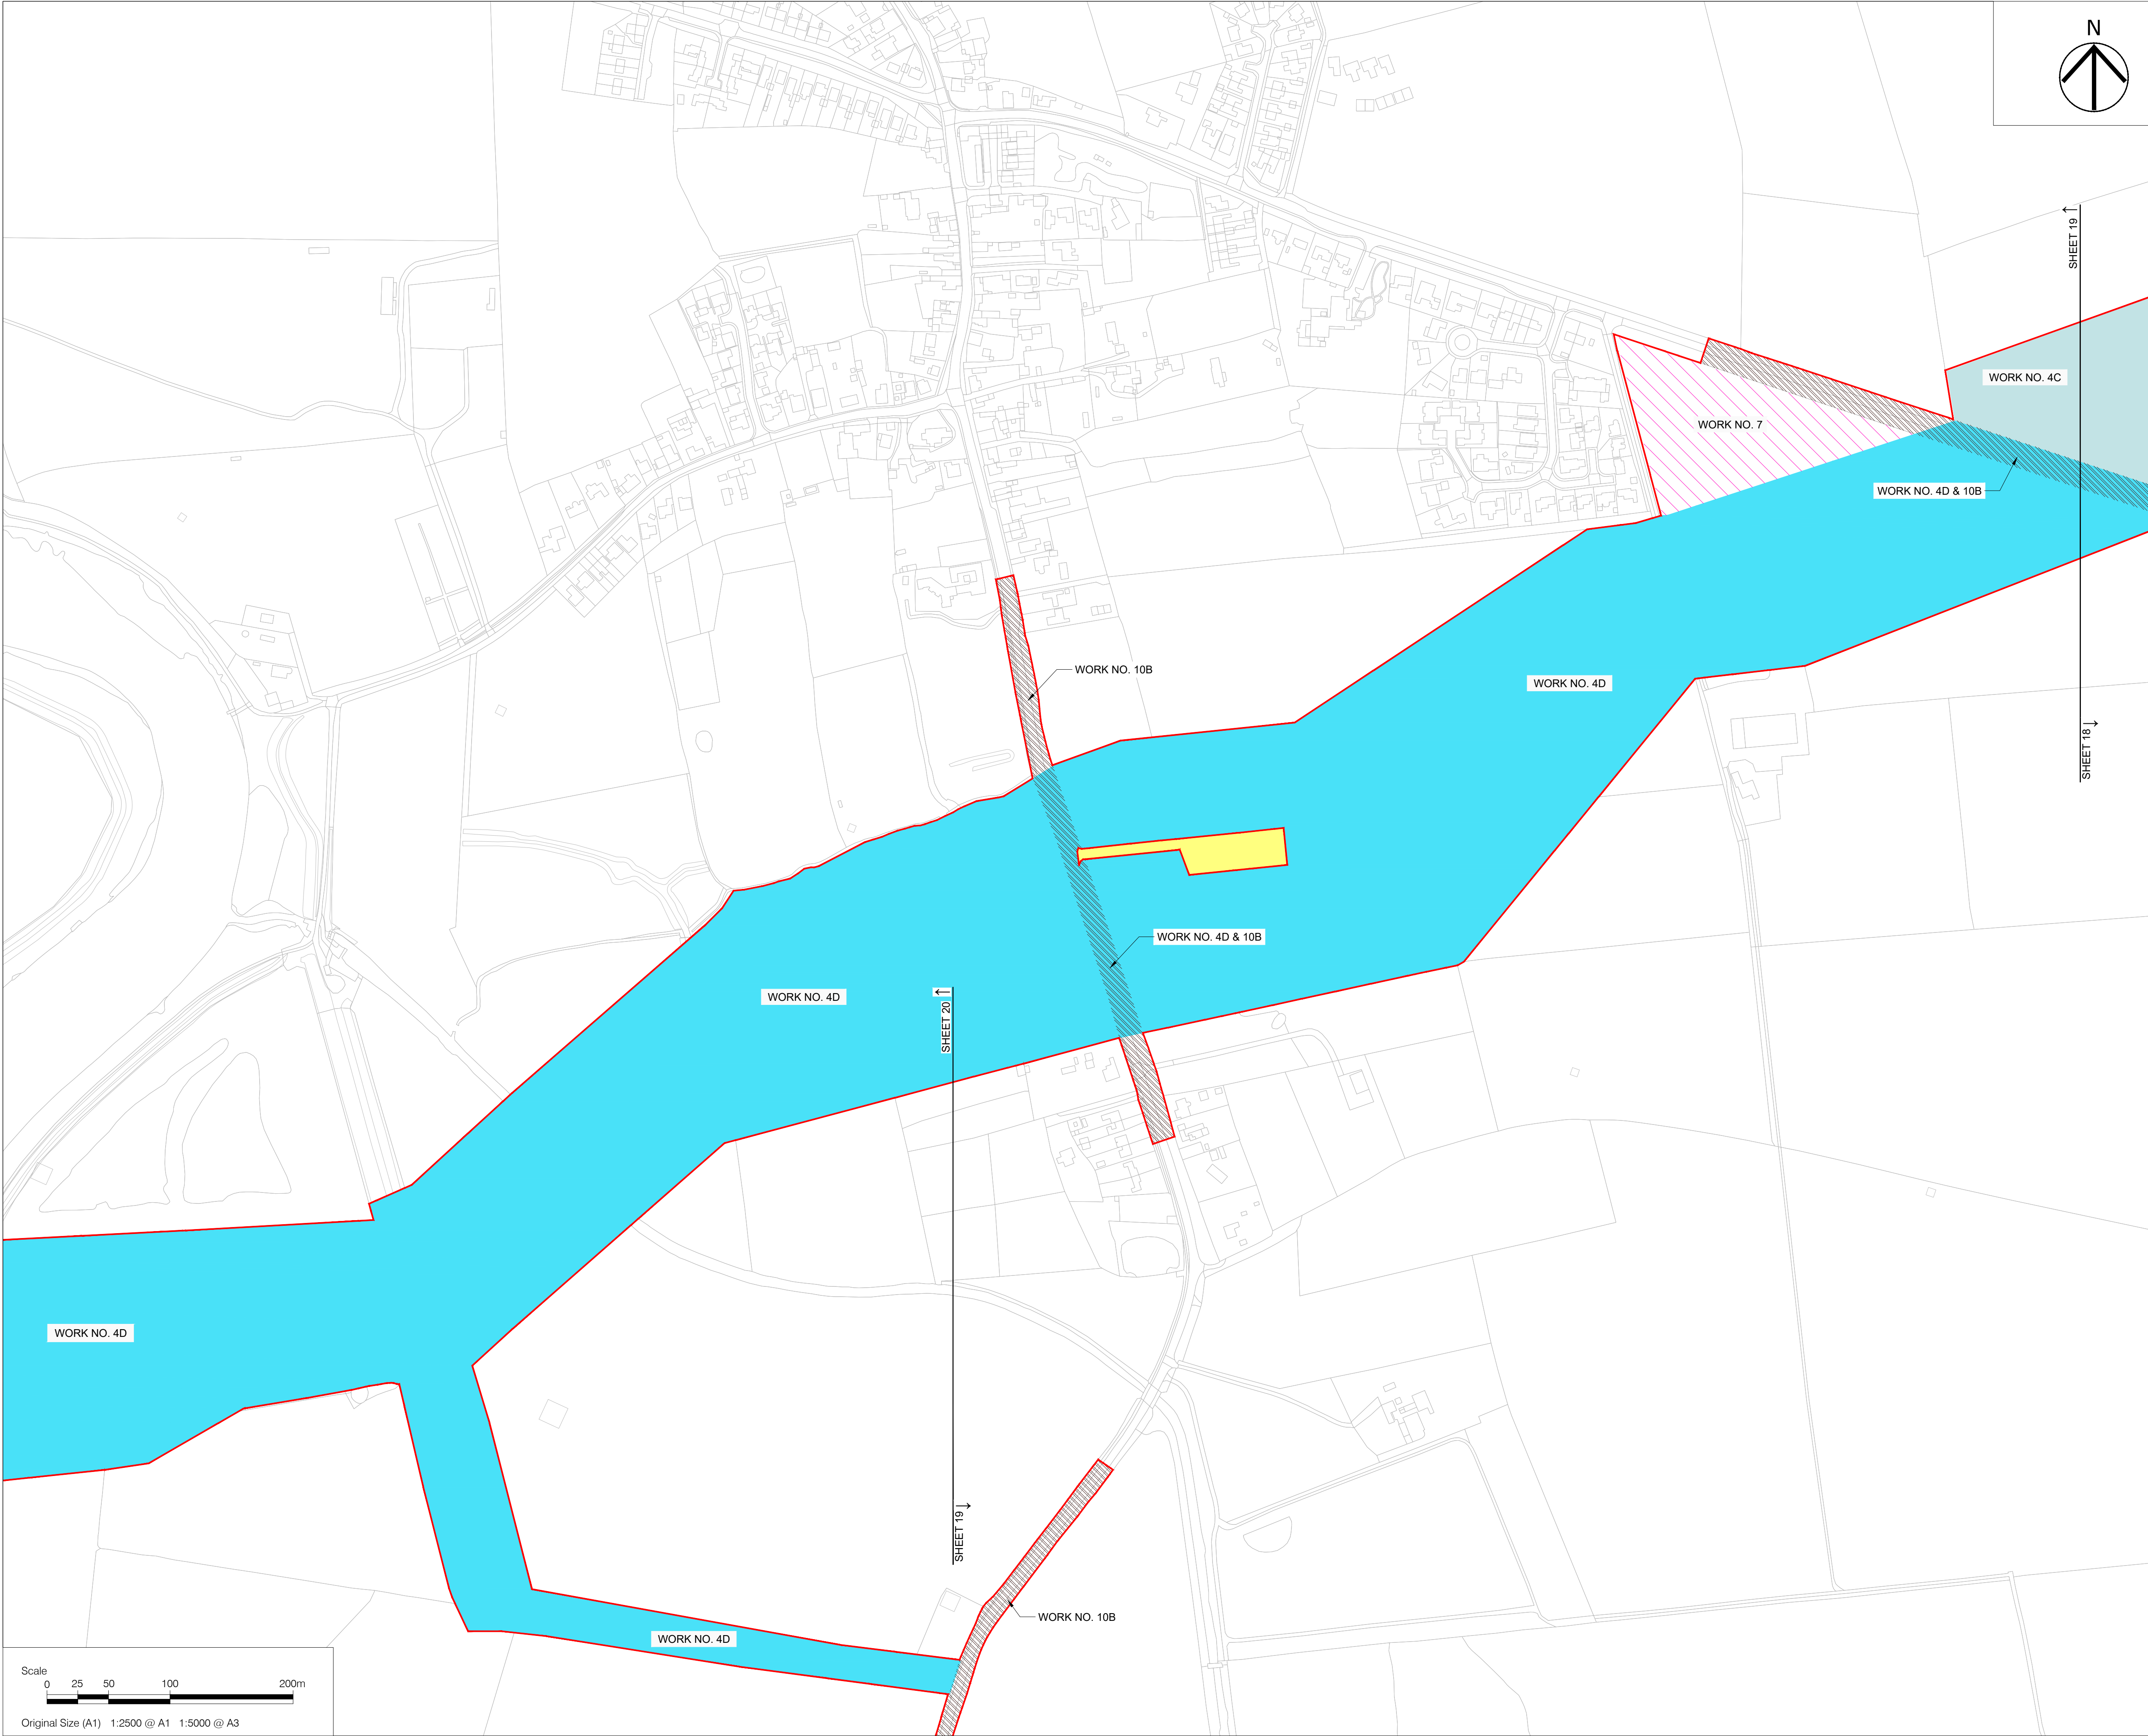 N
SHEET 19
WORK NO. 4C
WORK NO. 7
WORK NO. 4D & 10B
WORK NO. 10B
WORK NO. 4D
SHEET 18
WORK NO. 4D & 10B
WORK NO. 4D
SHEET 20
WORK NO. 4D
SHEET 19
WORK NO. 10B
WORK NO. 4D
Scale
0 25 50 100 200m
Original Size (A1) 1:2500 @ A1 1:5000 @ A3